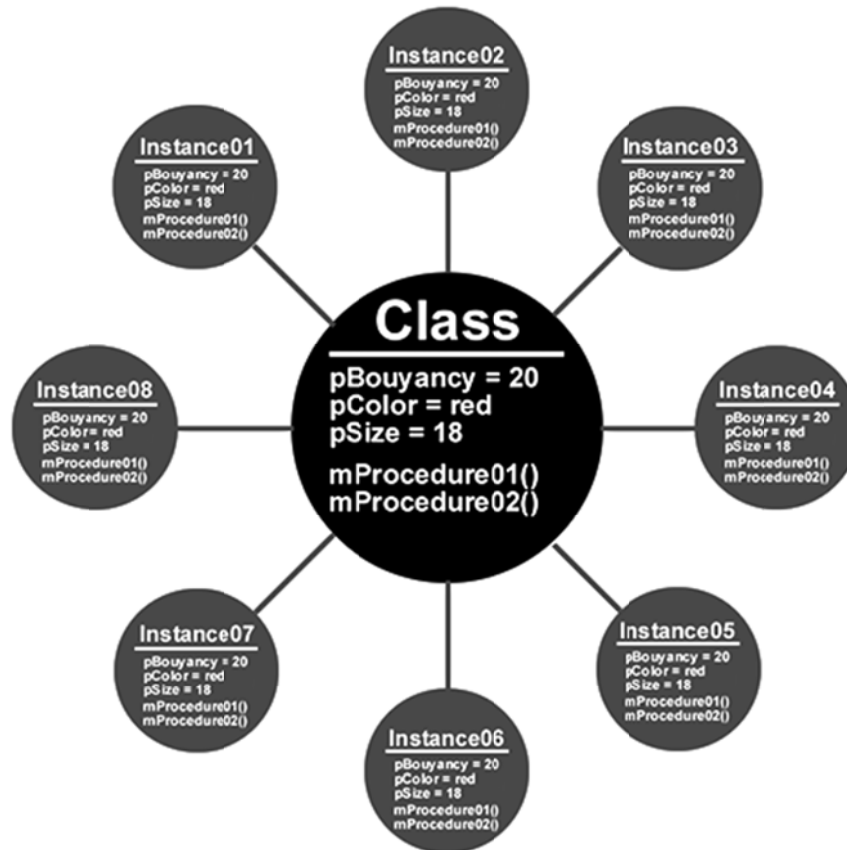 Instance02
pBouyancy = 20
pColor = red
pSize = 18
mProcedure01()
mProcedure02()
Instance01
pBouyancy = 20
pColor = red
pSize = 18
mProcedure01()
mProcedure02()
Instance03
pBouyancy = 20
pColor = red
pSize = 18
mProcedure01()
mProcedure02()
Class
pBouyancy = 20
pColor = red
pSize = 18
mProcedure01()
mProcedure02()
Instance08
pBouyancy = 20
pColor = red
pSize = 18
mProcedure01()
mProcedure02()
Instance04
pBouyancy = 20
pColor = red
pSize = 18
mProcedure01()
mProcedure02()
Instance07
pBouyancy = 20
pColor = red
pSize = 18
mProcedure01()
mProcedure02()
Instance05
pBouyancy = 20
pColor = red
pSize = 18
mProcedure01()
mProcedure02()
Instance06
pBouyancy = 20
pColor = red
pSize = 18
mProcedure01()
mProcedure02()